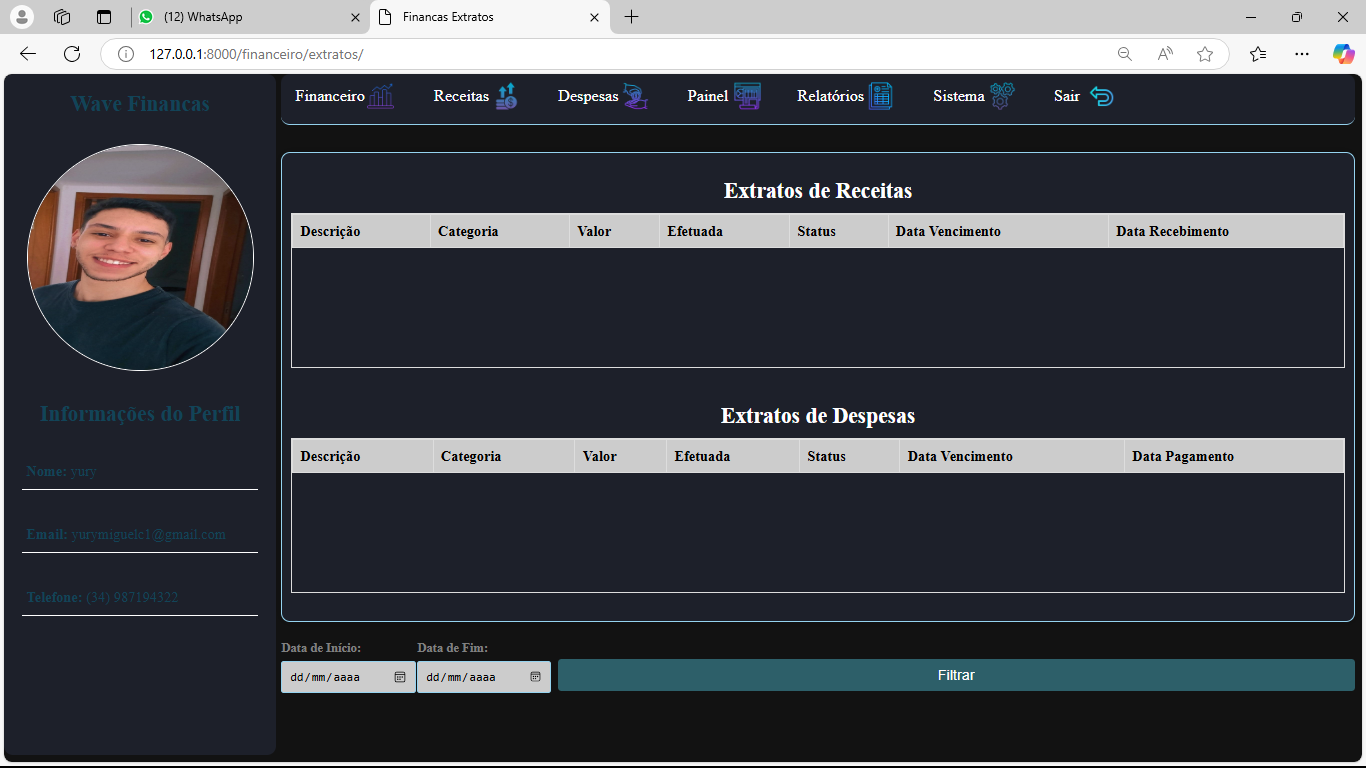 (12) WhatsApp
Financas Extratos
127.0.0.1:8000/financeiro/extratos/
Wave Financas
Financeiro Receitas Despesas Painel Relatórios Sistema Sair
Extratos de Receitas
Descrição Categoria Valor Efetuada Status Data Vencimento Data Recebimento
Informações do Perfil
Nome: yury
Email: yurymiguelc1@gmail.com
Telefone: (34) 987194322
Extratos de Despesas
Descrição Categoria Valor Efetuada Status Data Vencimento Data Pagamento
Data de Início: Data de Fim:
dd/mm/aaaa dd/mm/aaaa Filtrar